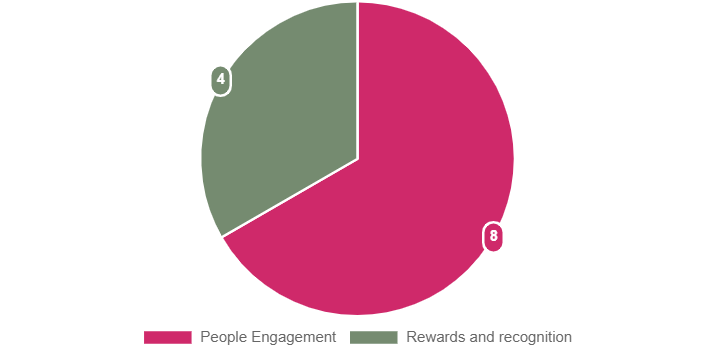 4
8
People Engagement
Rewards and recognition